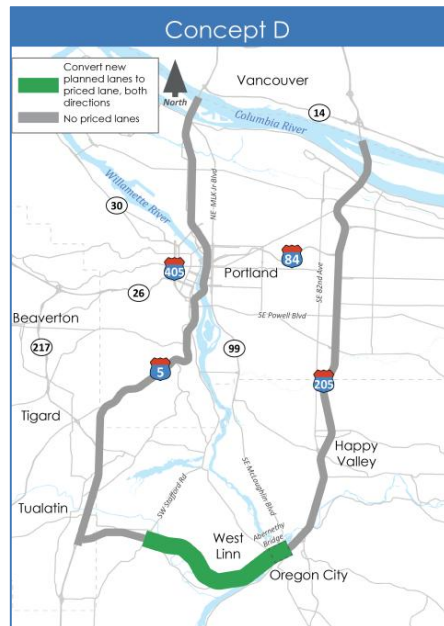 Concept D
Convert new
planned lanes to
priced lane, both
directions
No priced lanes
North
Vancouver
14
Columbia River
Willamette River
NE MLK Jr Blvd
30
405
84
Portland
26
SE 82nd Ave
Beaverton
SE Powell Blvd
217
99
5
205
Tigard
Happy
Valley
SW Stafford Rd
SE McLoughlin Blvd
Tualatin
West
Linn
Abernethy
Bridge
Oregon City